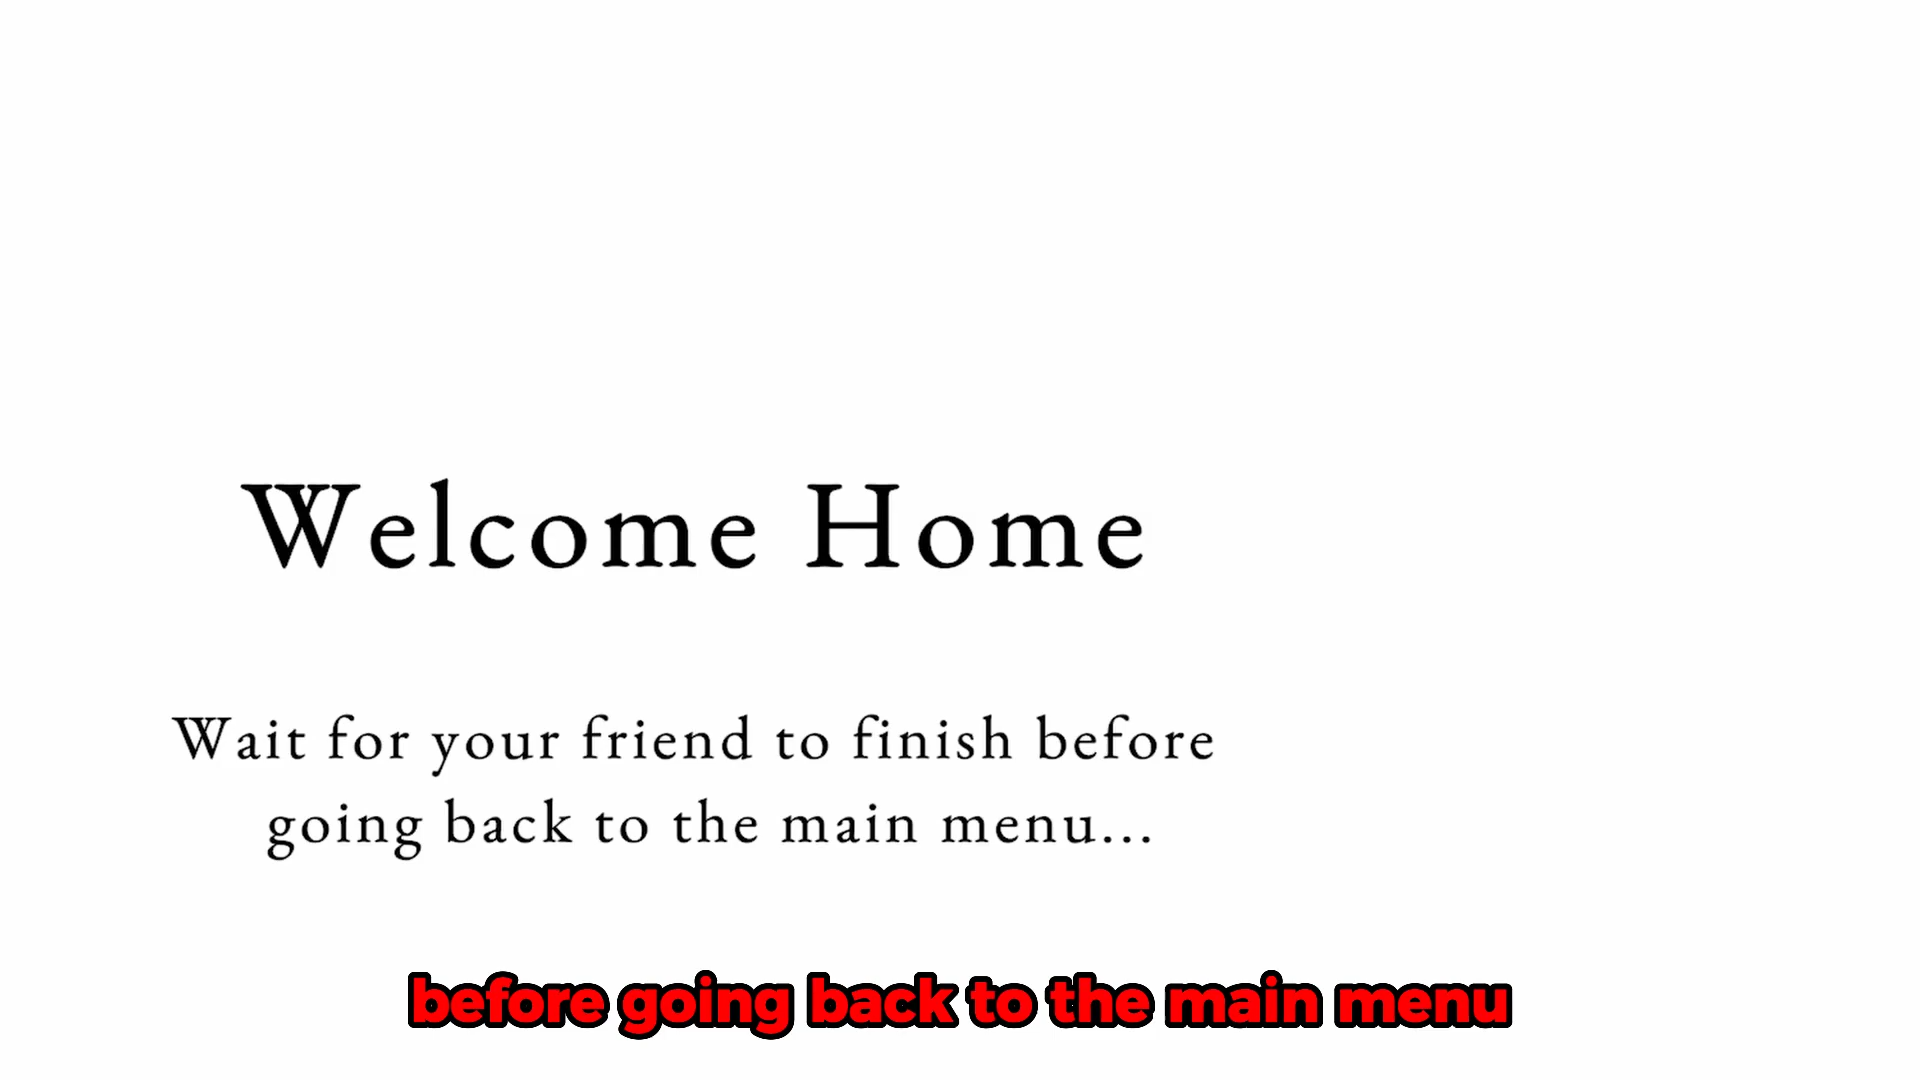 Welcome Home
Wait for your friend to finish before
going back to the main menu...
before going back to the main menu